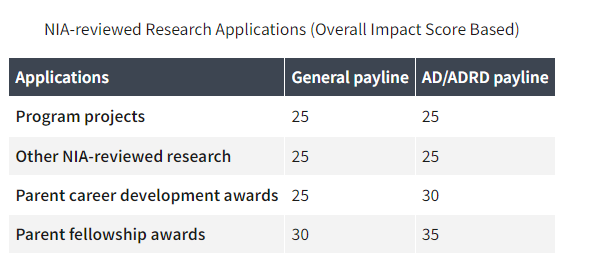 NIA-reviewed Research Applications (Overall Impact Score Based)
Applications General payline AD/ADRD payline
Program projects 25 25
Other NIA-reviewed research 25 25
Parent career development awards 25 30
Parent fellowship awards 30 35